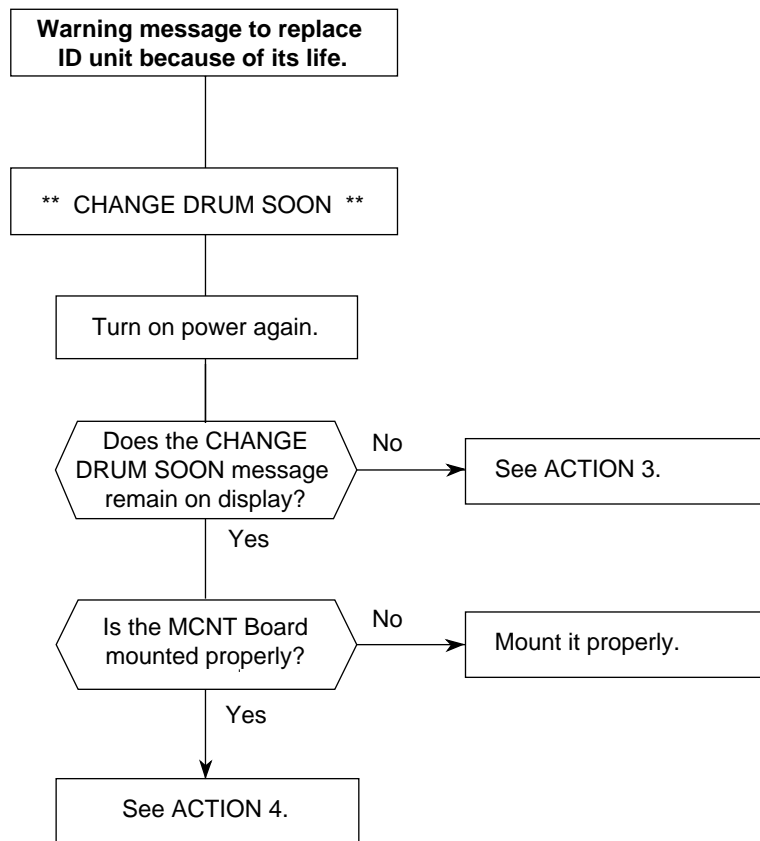 Warning message to replace
ID unit because of its life.
** CHANGE DRUM SOON **
Turn on power again.
Does the CHANGE
DRUM SOON message
remain on display?
No
See ACTION 3.
Yes
Is the MCNT Board
mounted properly?
No
Mount it properly.
Yes
See ACTION 4.